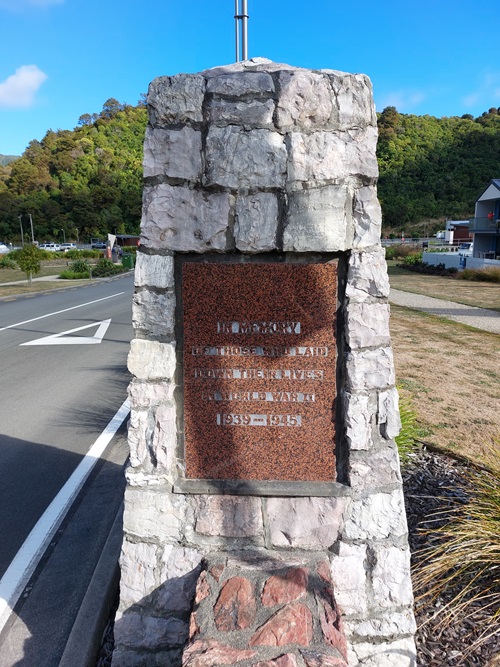 IN MEMORY
OF THOSE WHO LAID
DOWN THEIR LIVES
IN WORLD WAR II
1939-1945